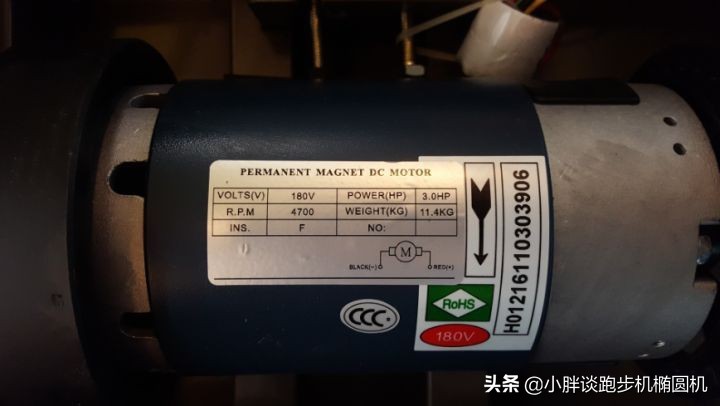 PERMANENT MAGNET DC MOTOR
VOLTS(V) 180V POWER(HP) 3.0HP
R.P.M 4700 WEIGHT(KG) 11.4KG
INS. F NO:
M
BLACK(-) RED(+)
H01216110303906
CCC
RoHS
180V
头条 @小胖谈跑步机椭圆机